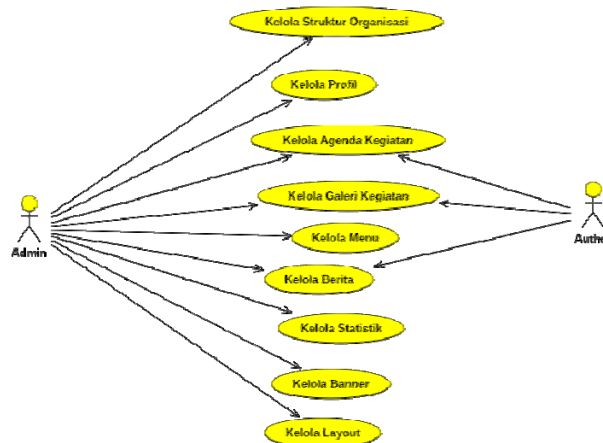 Kelola Struktur Organisasi
Kelola Profil
Kelola Agenda Kegiatan
Kelola Galeri Kegiatan
Admin
Autho
Kelola Menu
Kelola Berita
Kelola Statistik
Kelola Banner
Kelola Layout